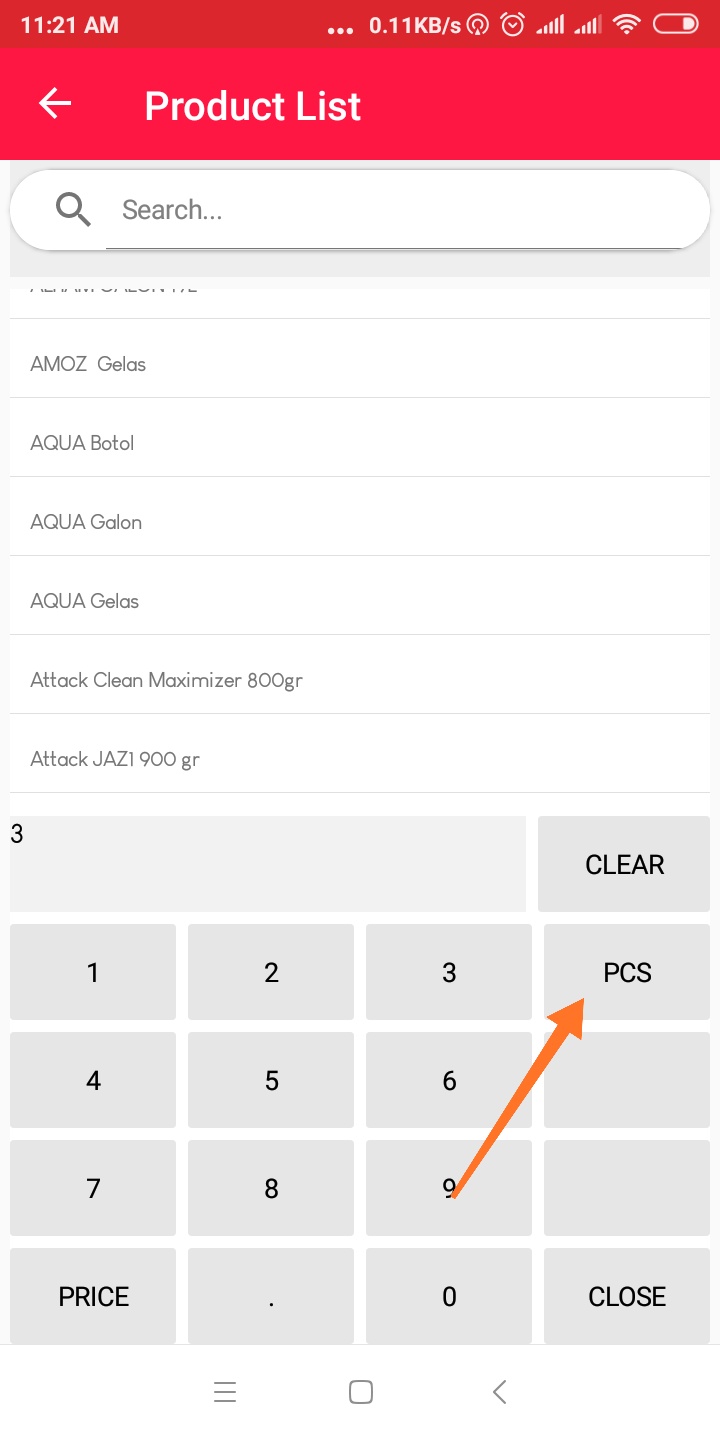 11:21 AM ... 0.11KB/s
Product List
Search...
AMOZ  Gelas
AQUA Botol
AQUA Galon
AQUA Gelas
Attack Clean Maximizer 800gr
Attack JAZ1 900 gr
3
CLEAR
1 2 3 PCS
4 5 6
7 8 9
PRICE . 0 CLOSE